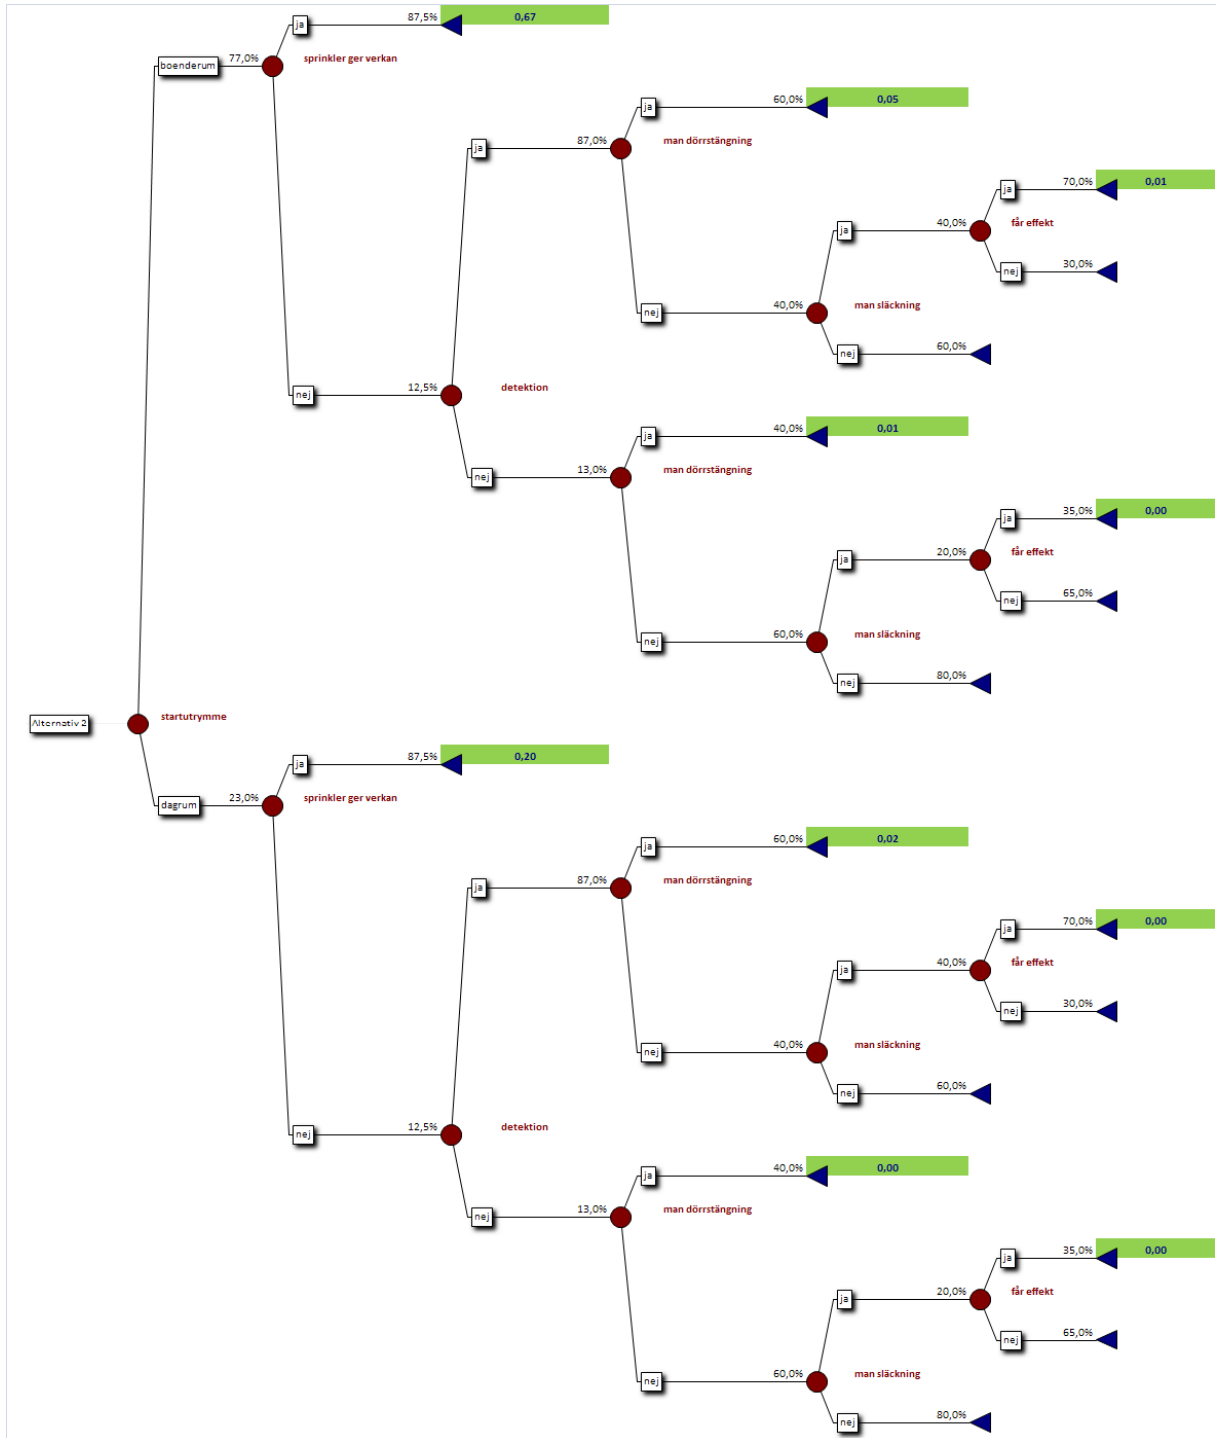 ja
87,5%
0,67
boenderum
77,0%
sprinkler ger verkan
ja
60,0%
0,05
ja
87,0%
man dörrstängning
ja
70,0%
0,01
ja
40,0%
får effekt
nej
30,0%
nej
40,0%
man släckning
nej
60,0%
nej
12,5%
detektion
ja
40,0%
0,01
nej
13,0%
man dörrstängning
ja
35,0%
0,00
ja
20,0%
får effekt
nej
65,0%
nej
60,0%
man släckning
nej
80,0%
Alternativ 2
startutrymme
ja
87,5%
0,20
dagrum
23,0%
sprinkler ger verkan
ja
60,0%
0,02
ja
87,0%
man dörrstängning
ja
70,0%
0,00
ja
40,0%
får effekt
nej
30,0%
nej
40,0%
man släckning
nej
60,0%
nej
12,5%
detektion
ja
40,0%
0,00
nej
13,0%
man dörrstängning
ja
35,0%
0,00
ja
20,0%
får effekt
nej
65,0%
nej
60,0%
man släckning
nej
80,0%